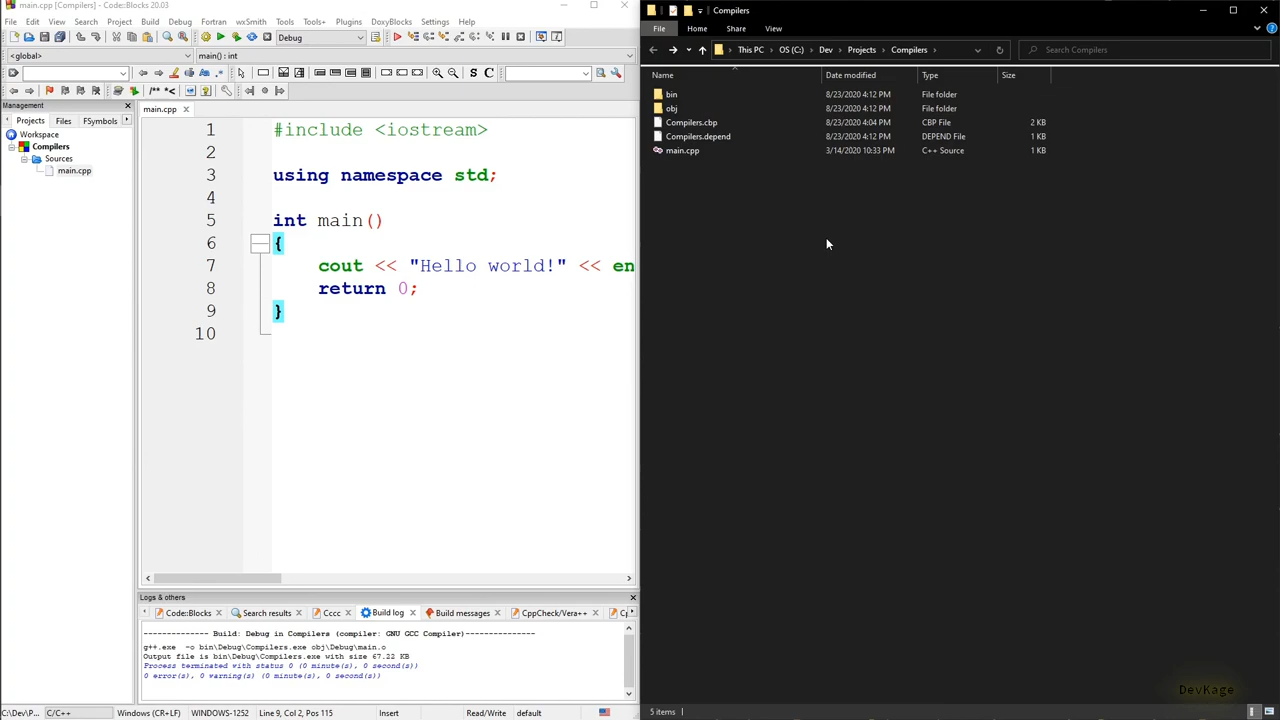 main.cpp [Compilers] - Code::Blocks 20.03
File Edit View Search Project Build Debug Fortran wxSmith Tools Tools+ Plugins DoxyBlocks Settings Help
Debug
<global> main() : int
S C
/** *<
Management
Projects Files FSymbols
Workspace
Compilers
Sources
main.cpp
main.cpp
1 #include <iostream>
2
3 using namespace std;
4
5 int main()
6 {
7 cout << "Hello world!" << en
8 return 0;
9 }
10
Logs & others
Code::Blocks Search results Cccc Build log Build messages CppCheck/Vera++
-------------- Build: Debug in Compilers (compiler: GNU GCC Compiler)---------------
g++.exe -o bin\Debug\Compilers.exe obj\Debug\main.o
Output file is bin\Debug\Compilers.exe with size 67.22 KB
Process terminated with status 0 (0 minute(s), 0 second(s))
0 error(s), 0 warning(s) (0 minute(s), 0 second(s))
C:\Dev\P... C/C++ Windows (CR+LF) WINDOWS-1252 Line 9, Col 2, Pos 115 Insert Read/Write default
Compilers
File Home Share View
This PC OS (C:) Dev Projects Compilers
Search Compilers
Name Date modified Type Size
bin 8/23/2020 4:12 PM File folder
obj 8/23/2020 4:12 PM File folder
Compilers.cbp 8/23/2020 4:04 PM CBP File 2 KB
Compilers.depend 8/23/2020 4:12 PM DEPEND File 1 KB
main.cpp 3/14/2020 10:33 PM C++ Source 1 KB
DevKage
5 items